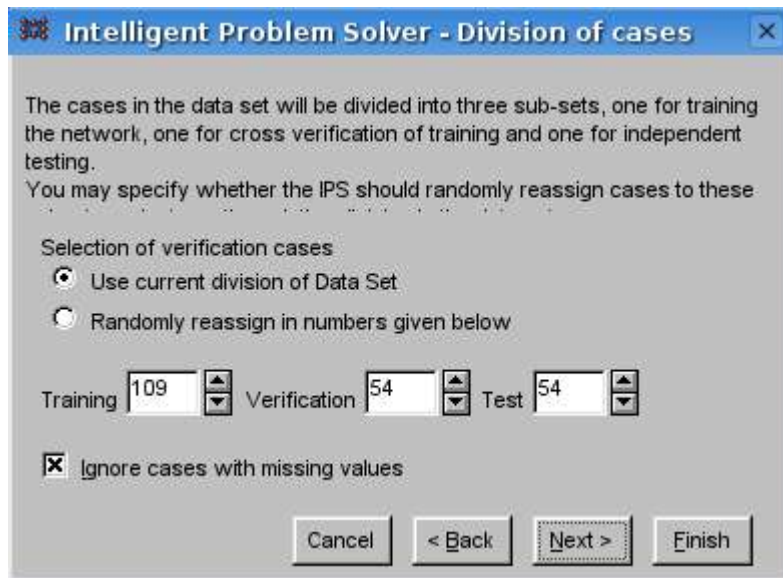 Intelligent Problem Solver - Division of cases
The cases in the data set will be divided into three sub-sets, one for training
the network, one for cross verification of training and one for independent
testing.
You may specify whether the IPS should randomly reassign cases to these
Selection of verification cases
Use current division of Data Set
Randomly reassign in numbers given below
Training 109 Verification 54 Test 54
Ignore cases with missing values
Cancel < Back Next > Finish